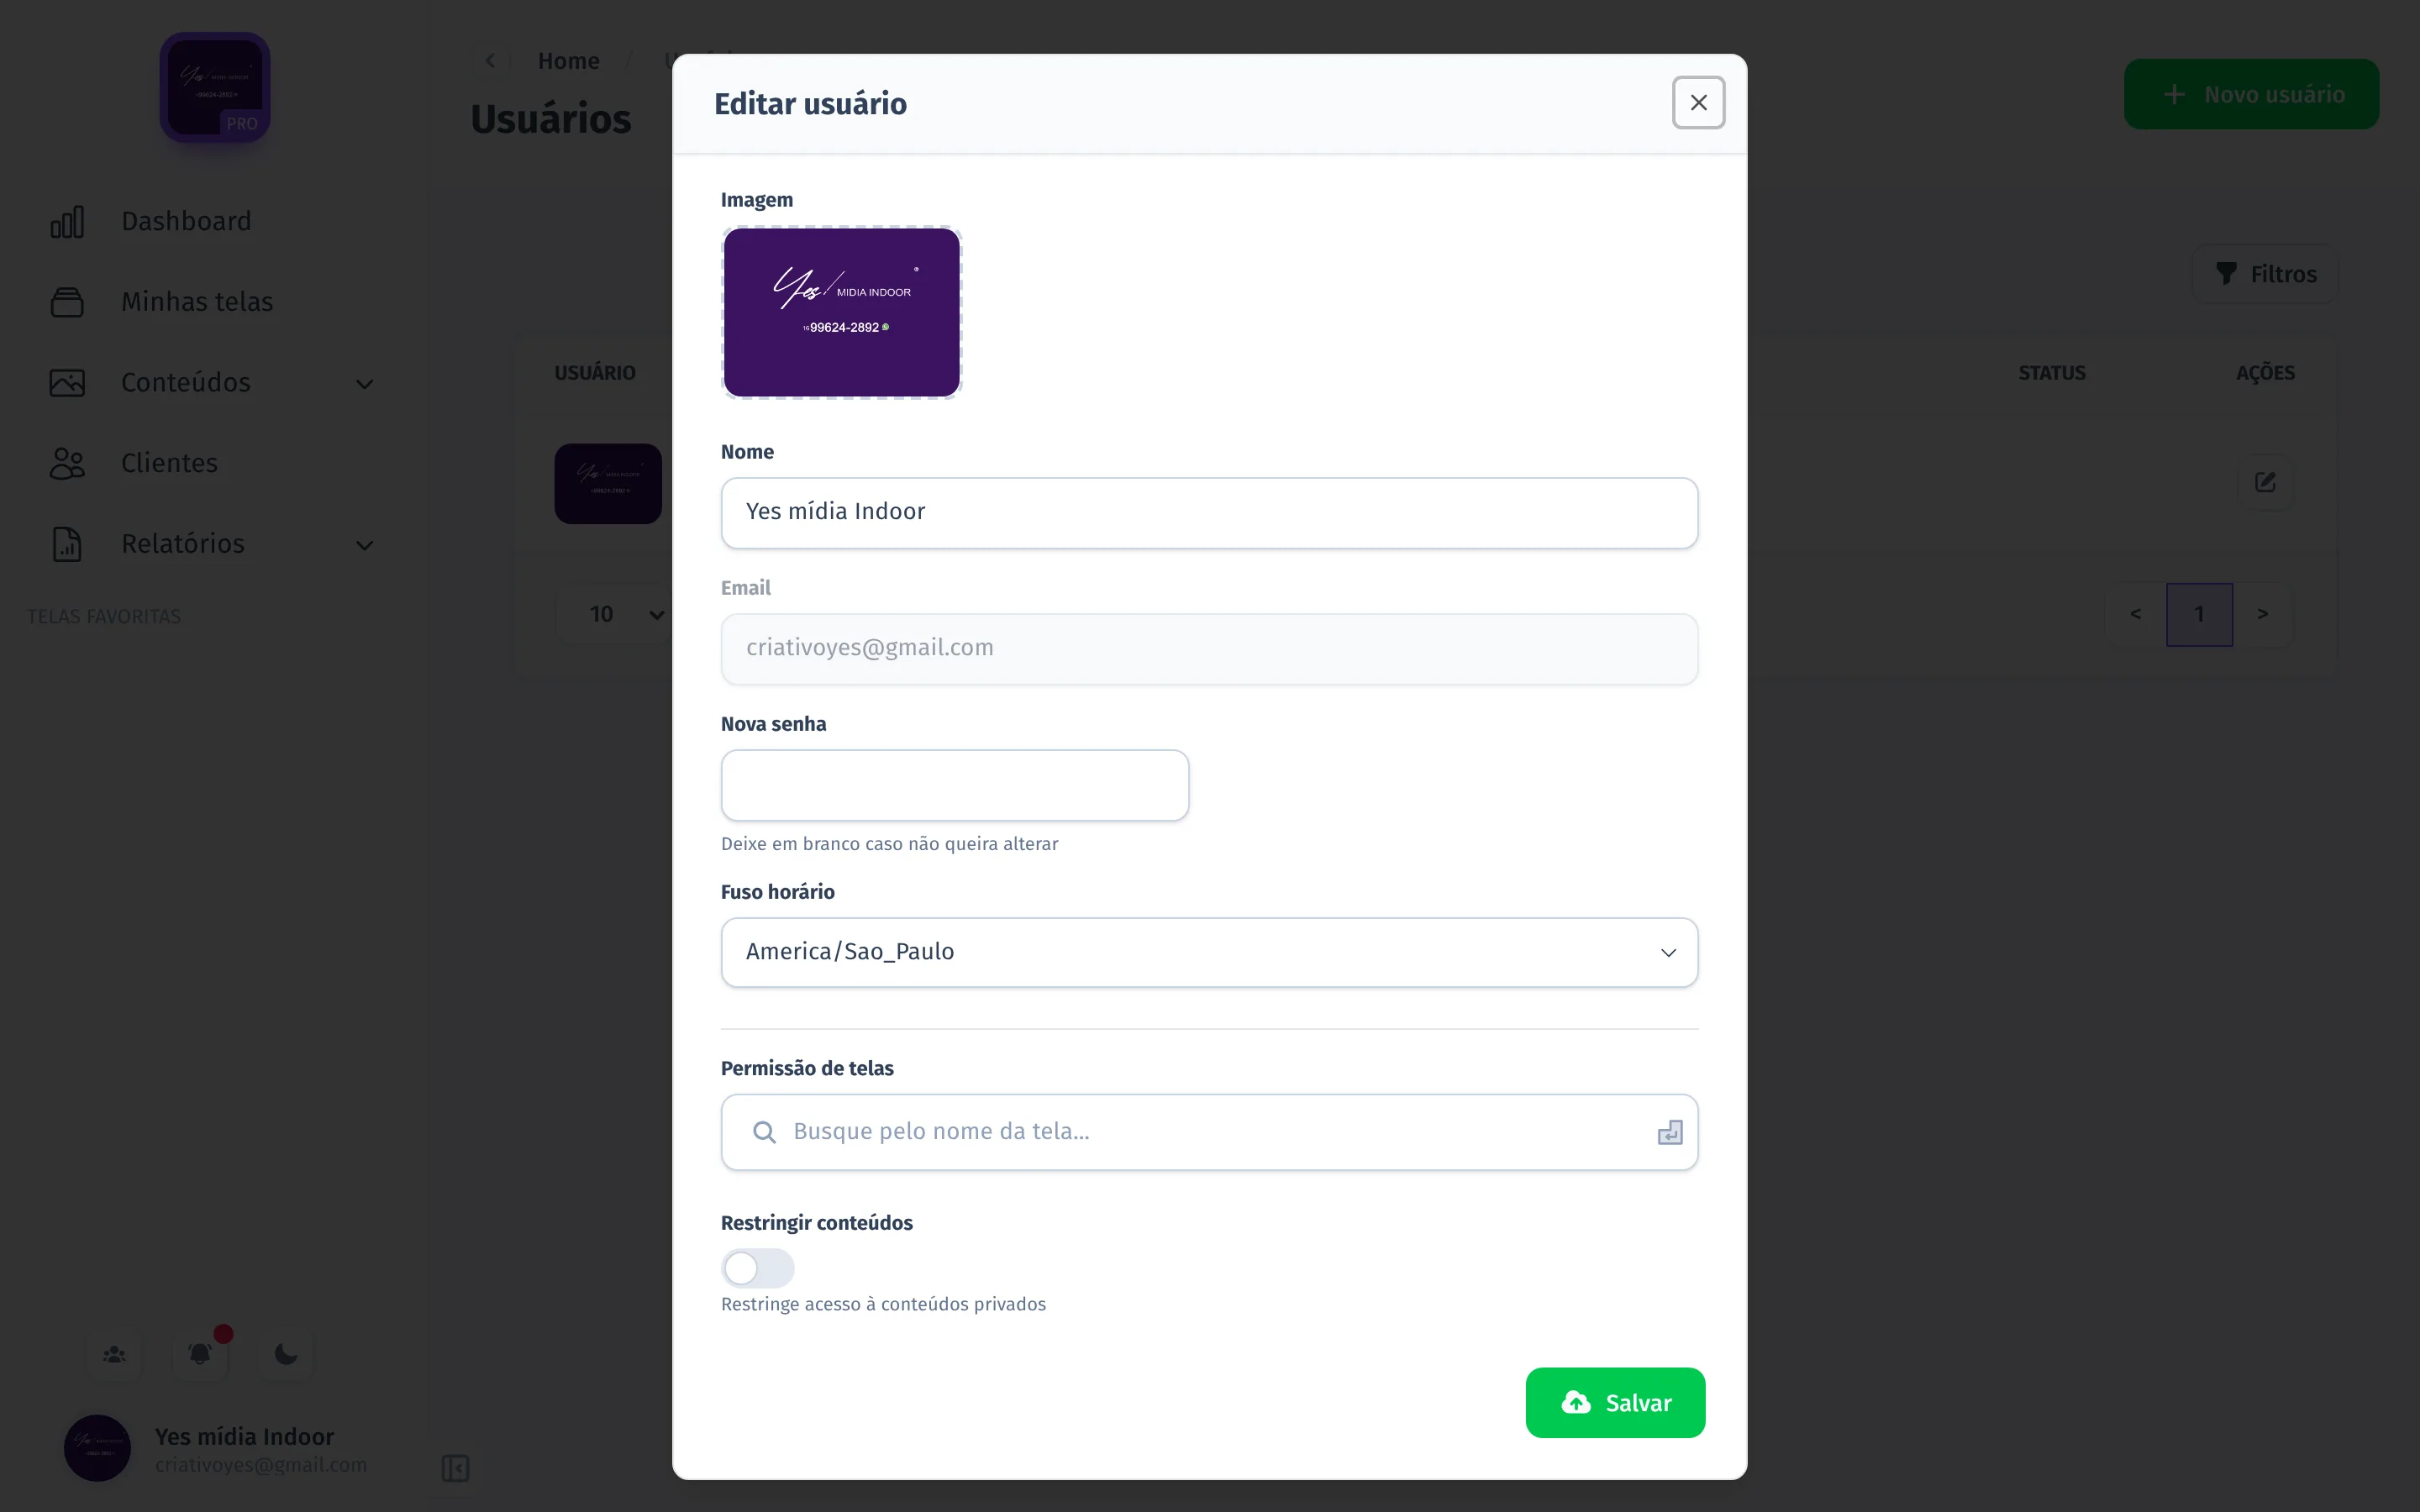 PRO
Dashboard
Minhas telas
Conteúdos
Clientes
Relatórios
TELAS FAVORITAS
Yes mídia Indoor
criativoyes@gmail.com
Home /
Usuários
Novo usuário
Filtros
USUÁRIO
STATUS
AÇÕES
10
< 1 >
Editar usuário
Imagem
Yes/ MIDIA INDOOR
16 99624-2892
Nome
Yes mídia Indoor
Email
criativoyes@gmail.com
Nova senha
Deixe em branco caso não queira alterar
Fuso horário
America/Sao_Paulo
Permissão de telas
Busque pelo nome da tela...
Restringir conteúdos
Restringe acesso à conteúdos privados
Salvar